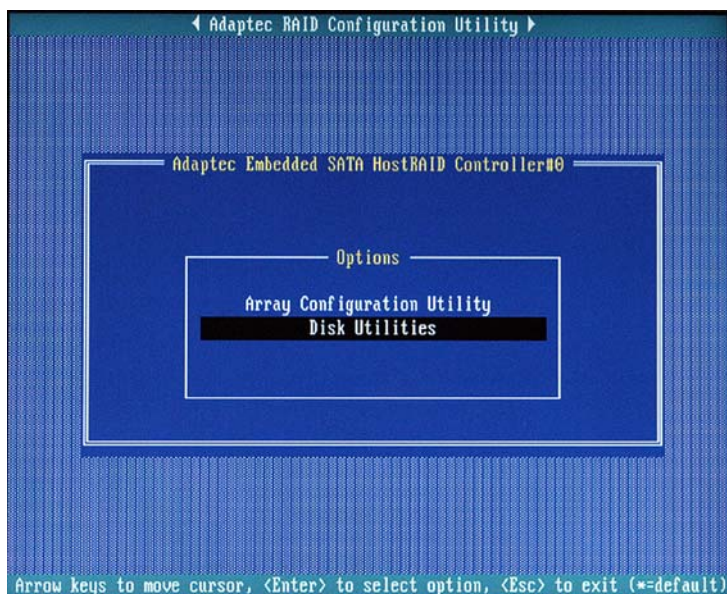 Adaptec RAID Configuration Utility
Adaptec Embedded SATA HostRAID Controller#0
Options
Array Configuration Utility
Disk Utilities
Arrow keys to move cursor, <Enter> to select option, <Esc> to exit (*=default)